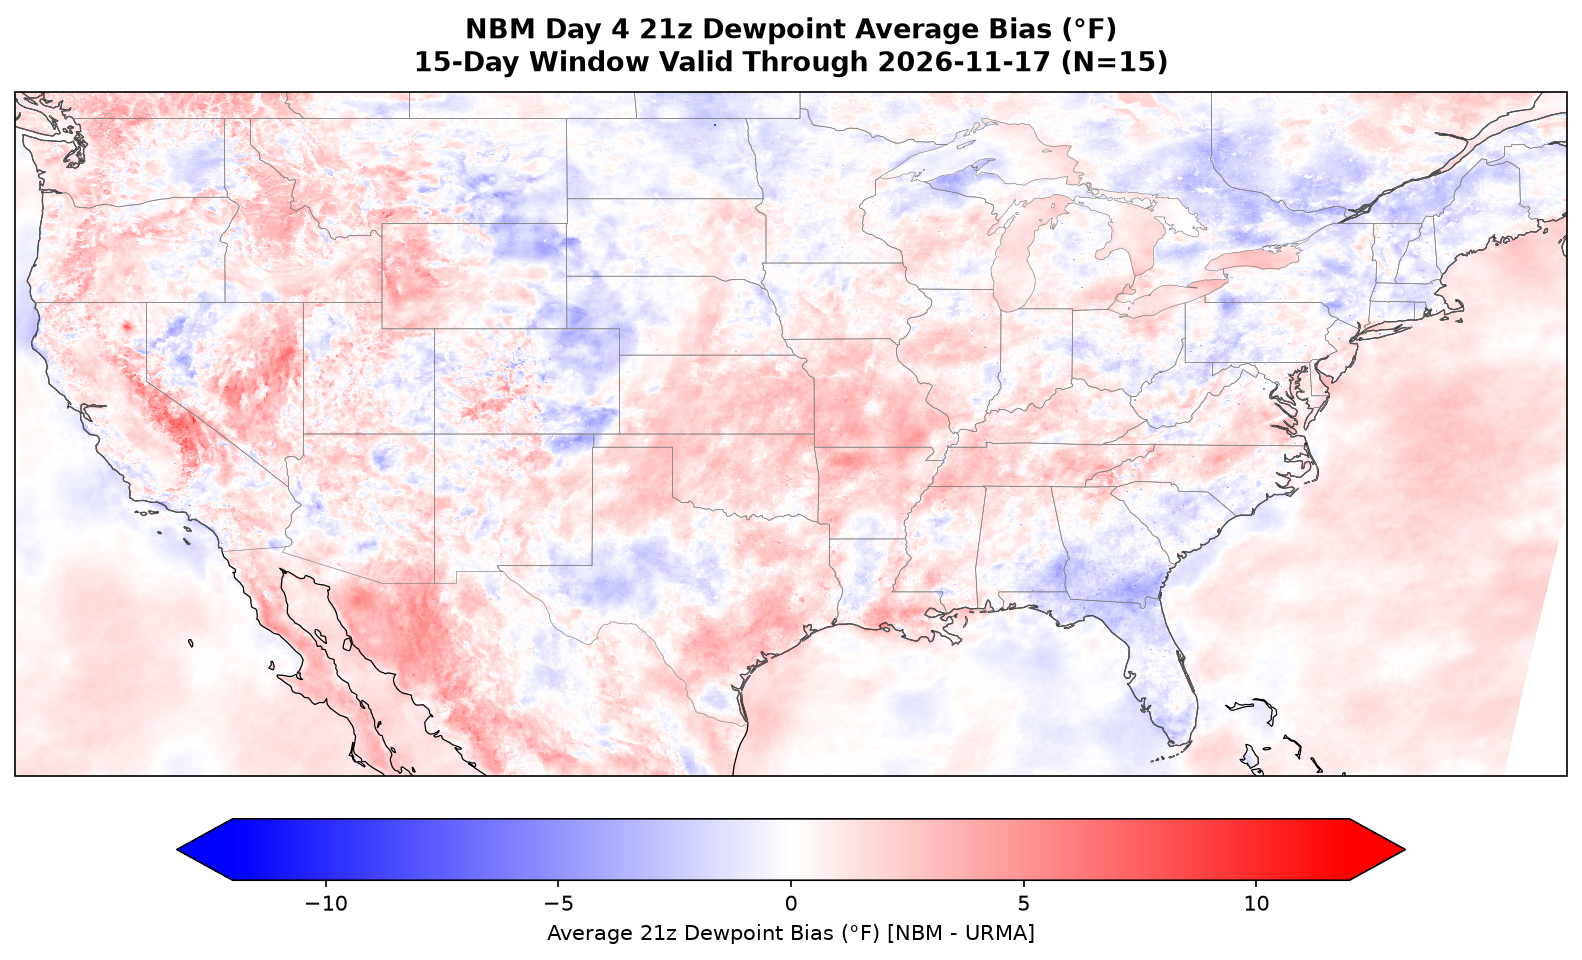 NBM Day 4 21z Dewpoint Average Bias (°F)
15-Day Window Valid Through 2026-11-17 (N=15)
−10 −5 0 5 10
Average 21z Dewpoint Bias (°F) [NBM - URMA]